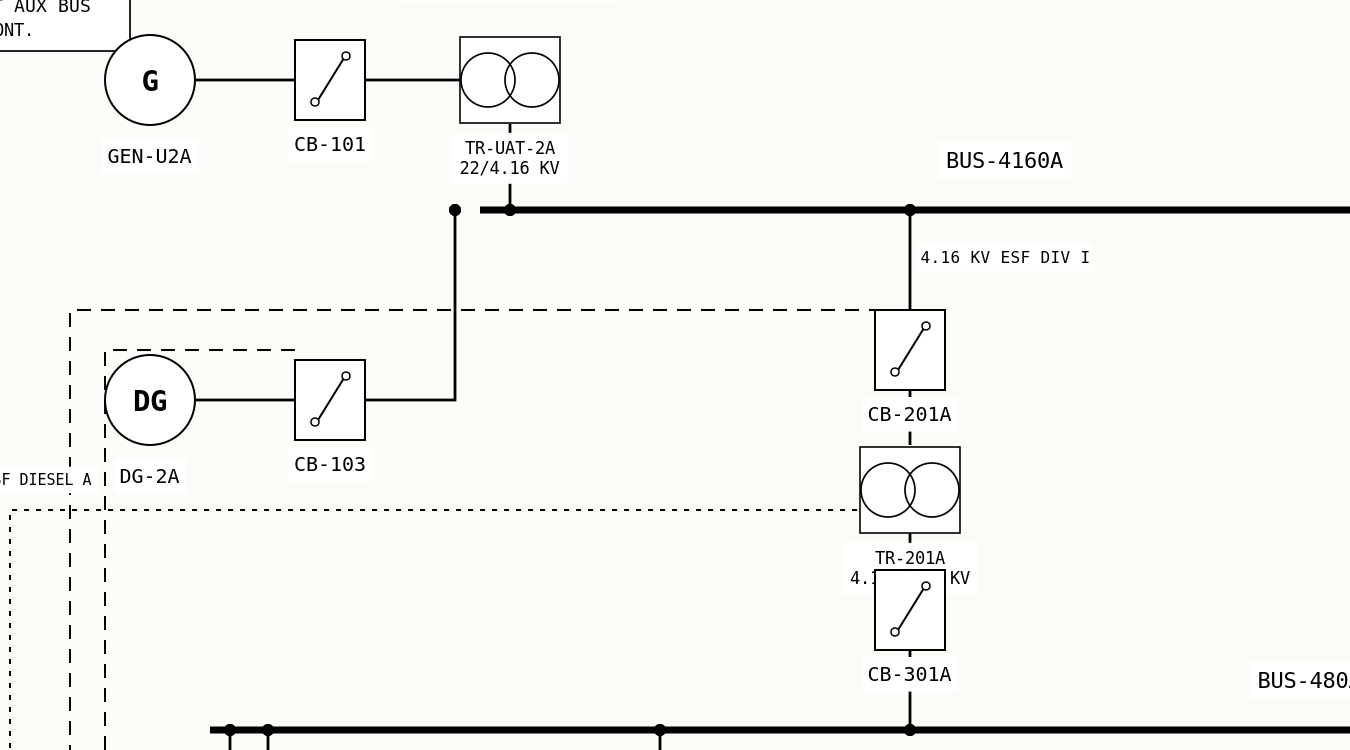 AUX BUS
G
GEN-U2A
CB-101
TR-UAT-2A
22/4.16 KV
BUS-4160A
4.16 KV ESF DIV I
DG
DG-2A
CB-103
DIESEL A
CB-201A
TR-201A
KV
CB-301A